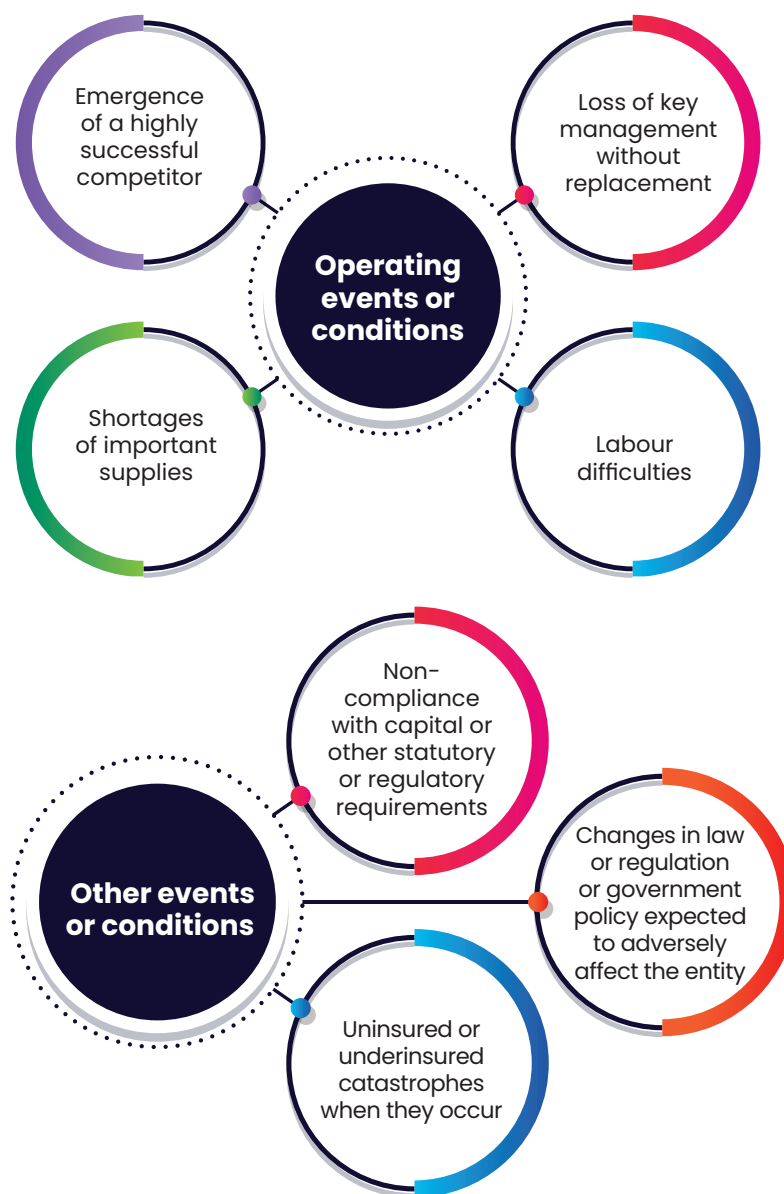 Emergence
of a highly
successful
competitor
Loss of key
management
without
replacement
Operating
events or
conditions
Shortages
of important
supplies
Labour
difficulties
Non-
compliance
with capital or
other statutory
or regulatory
requirements
Other events
or conditions
Changes in law
or regulation
or government
policy expected
to adversely
affect the entity
Uninsured or
underinsured
catastrophes
when they occur